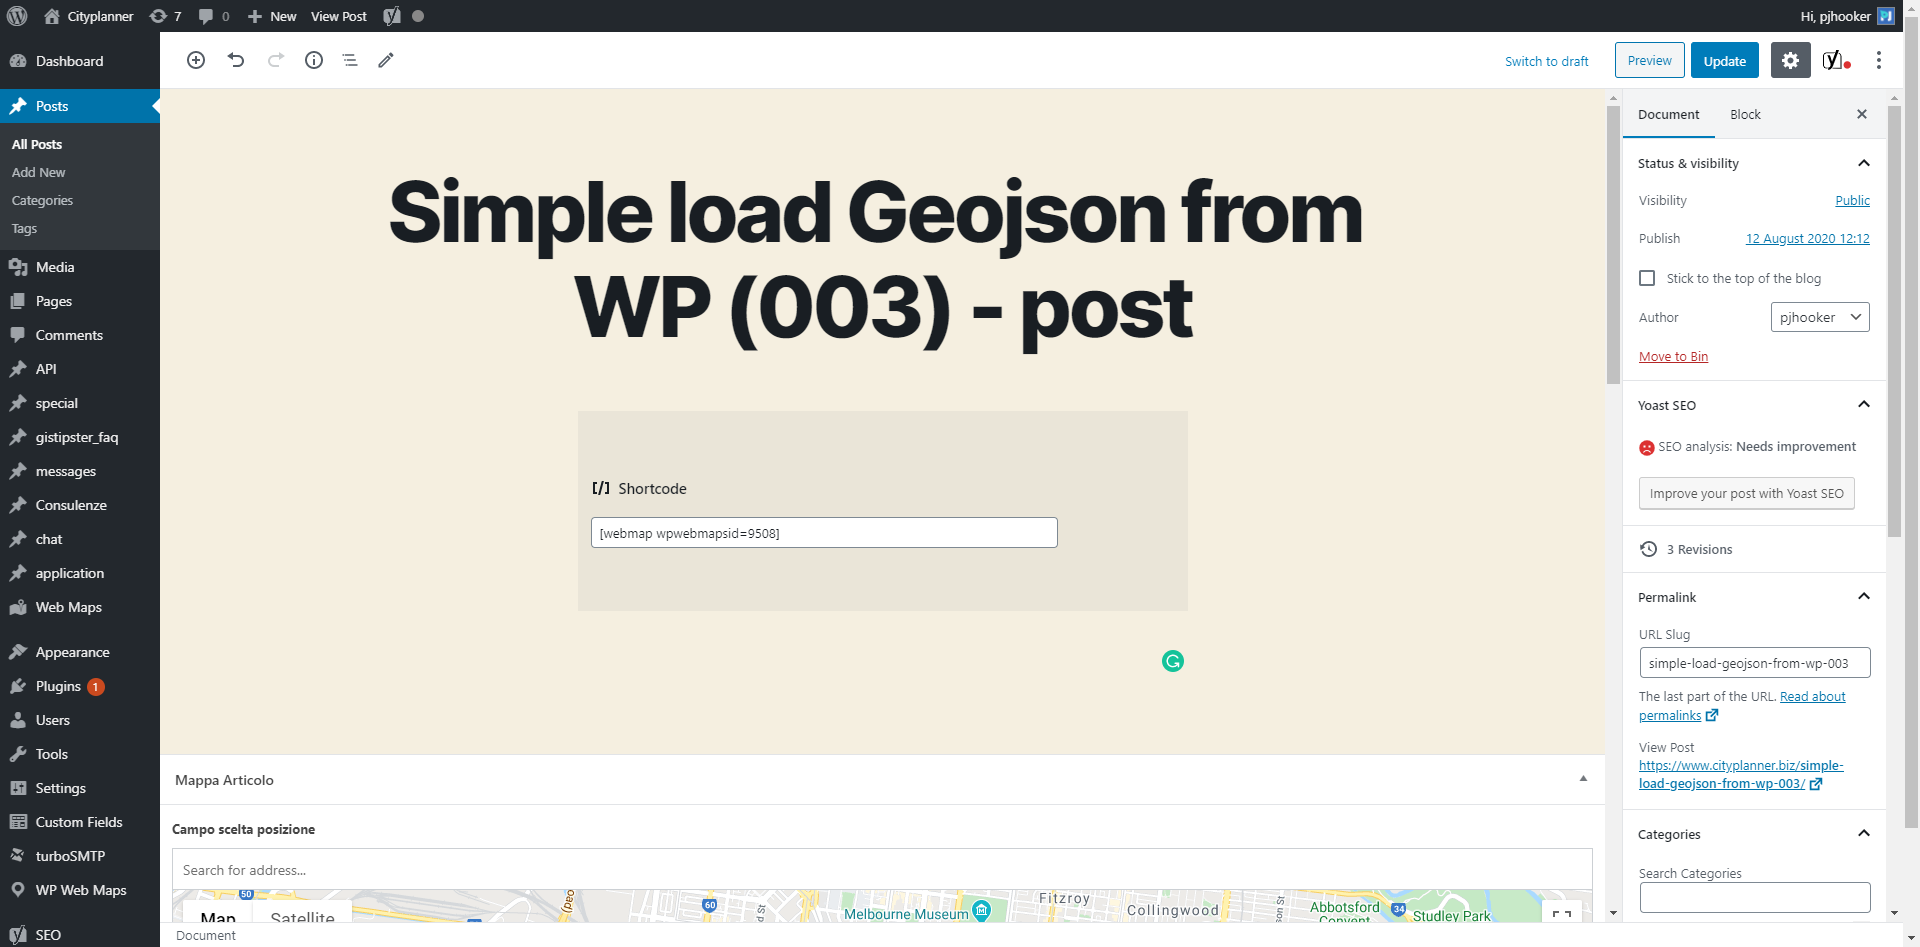 Cityplanner
7
0
New
View Post
Hi, pjhooker
Dashboard
Posts
All Posts
Add New
Categories
Tags
Media
Pages
Comments
API
special
gistipster_faq
messages
Consulenze
chat
application
Web Maps
Appearance
Plugins 1
Users
Tools
Settings
Custom Fields
turboSMTP
WP Web Maps
SEO
Switch to draft
Preview
Update
Simple load Geojson from
WP (003) - post
[/] Shortcode
[webmap wpwebmapsid=9508]
Mappa Articolo
Campo scelta posizione
Search for address...
Map
Satellite
50
60
Melbourne Museum
Fitzroy
Collingwood
Abbotsford
Convent
34
Studley Park
Document
Document
Block
Status & visibility
Visibility
Public
Publish
12 August 2020 12:12
Stick to the top of the blog
Author
pjhooker
Move to Bin
Yoast SEO
SEO analysis: Needs improvement
Improve your post with Yoast SEO
3 Revisions
Permalink
URL Slug
simple-load-geojson-from-wp-003
The last part of the URL. Read about
permalinks
View Post
https://www.cityplanner.biz/simple-
load-geojson-from-wp-003/
Categories
Search Categories